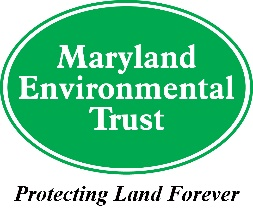 Maryland
Environmental
Trust
Protecting Land Forever